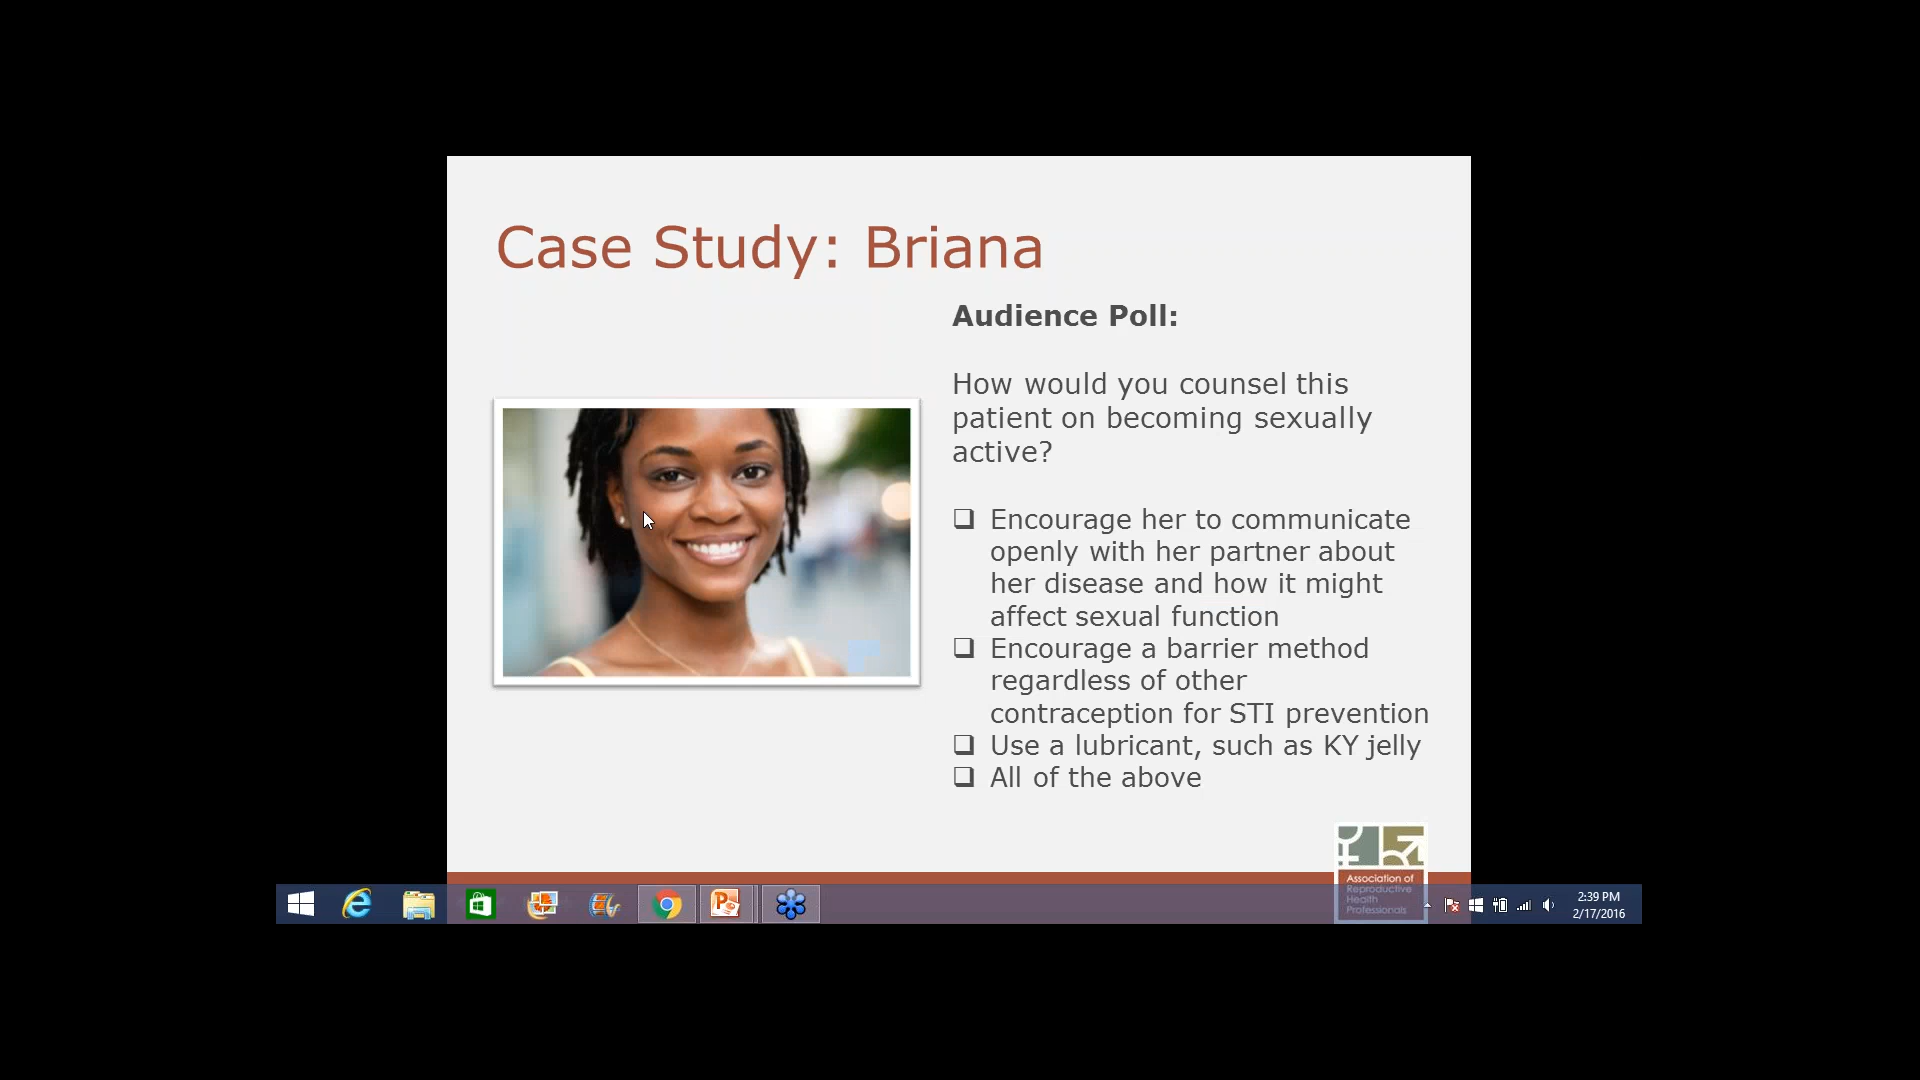 Case Study: Briana
Audience Poll:
How would you counsel this
patient on becoming sexually
active?
Encourage her to communicate
openly with her partner about
her disease and how it might
affect sexual function
Encourage a barrier method
regardless of other
contraception for STI prevention
Use a lubricant, such as KY jelly
All of the above
Association of
Reproductive
Health
Professionals
2:39 PM
2/17/2016